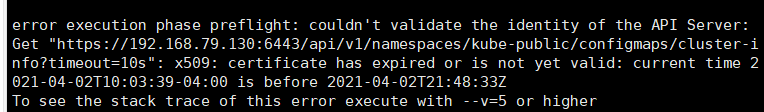 error execution phase preflight: couldn't validate the identity of the API Server:
Get "https://192.168.79.130:6443/api/v1/namespaces/kube-public/configmaps/cluster-i
nfo?timeout=10s": x509: certificate has expired or is not yet valid: current time 2
021-04-02T10:03:39-04:00 is before 2021-04-02T21:48:33Z
To see the stack trace of this error execute with --v=5 or higher